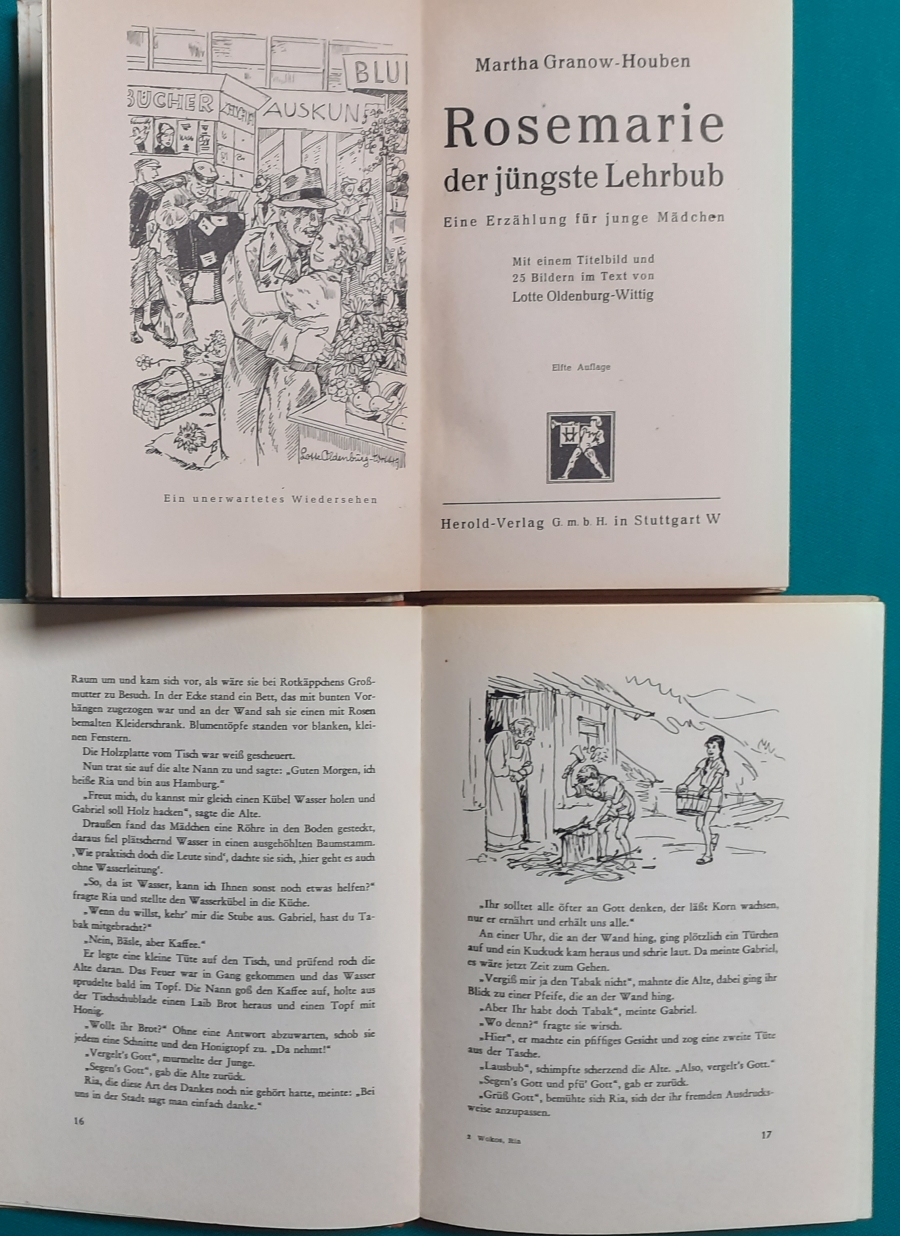 BLU
BÜCHER
AUSKUN
Lotte Oldenburg-Wittig
Ein unerwartetes Wiedersehen
Martha Granow-Houben
Rosemarie
der jüngste Lehrbub
Eine Erzählung für junge Mädchen
Mit einem Titelbild und
25 Bildern im Text von
Lotte Oldenburg-Wittig
Elfte Auflage
H
Herold-Verlag G. m. b. H. in Stuttgart W
Raum um und kam sich vor, als wäre sie bei Rotkäppchens Groß-
mutter zu Besuch. In der Ecke stand ein Bett, das mit bunten Vor-
hängen zugezogen war und an der Wand sah sie einen mit Rosen
bemalten Kleiderschrank. Blumentöpfe standen vor blanken, klei-
nen Fenstern.
Die Holzplatte vom Tisch war weiß gescheuert.
Nun trat sie auf die alte Nann zu und sagte: „Guten Morgen, ich
heiße Ria und bin aus Hamburg.“
„Freut mich, du kannst mir gleich einen Kübel Wasser holen und
Gabriel soll Holz hacken“, sagte die Alte.
Draußen fand das Mädchen eine Röhre in den Boden gesteckt,
daraus fiel plätschernd Wasser in einen ausgehöhlten Baumstamm.
‚Wie praktisch doch die Leute sind‘, dachte sie sich, ‚hier geht es auch
ohne Wasserleitung‘.
„So, da ist Wasser, kann ich Ihnen sonst noch etwas helfen?“
fragte Ria und stellte den Wasserkübel in die Küche.
„Wenn du willst, kehr’ mir die Stube aus. Gabriel, hast du Ta-
bak mitgebracht?“
„Nein, Bäsle, aber Kaffee.“
Er legte eine kleine Tüte auf den Tisch, und prüfend roch die
Alte daran. Das Feuer war in Gang gekommen und das Wasser
sprudelte bald im Topf. Die Nann goß den Kaffee auf, holte aus
der Tischschublade einen Laib Brot heraus und einen Topf mit
Honig.
„Wollt ihr Brot?“ Ohne eine Antwort abzuwarten, schob sie
jedem eine Schnitte und den Honigtopf zu. „Da nehmt!“
„Vergelt’s Gott“, murmelte der Junge.
„Segen’s Gott“, gab die Alte zurück.
Ria, die diese Art des Dankes noch nie gehört hatte, meinte: „Bei
uns in der Stadt sagt man einfach danke.“
16
„Ihr solltet alle öfter an Gott denken, der läßt Korn wachsen,
nur er ernährt und erhält uns alle.“
An einer Uhr, die an der Wand hing, ging plötzlich ein Türchen
auf und ein Kuckuck kam heraus und schrie laut. Da meinte Gabriel,
es wäre jetzt Zeit zum Gehen.
„Vergiß mir ja den Tabak nicht“, mahnte die Alte, dabei ging ihr
Blick zu einer Pfeife, die an der Wand hing.
„Aber Ihr habt doch Tabak“, meinte Gabriel.
„Wo denn?“ fragte sie wirsch.
„Hier“, er machte ein pfiffiges Gesicht und zog eine zweite Tüte
aus der Tasche.
„Lausbub“, schimpfte scherzend die Alte. „Also, vergelt’s Gott.“
„Segen’s Gott und pfü’ Gott“, gab er zurück.
„Grüß Gott“, bemühte sich Ria, sich der ihr fremden Ausdrucks-
weise anzupassen.
Wokoe, Ria
17